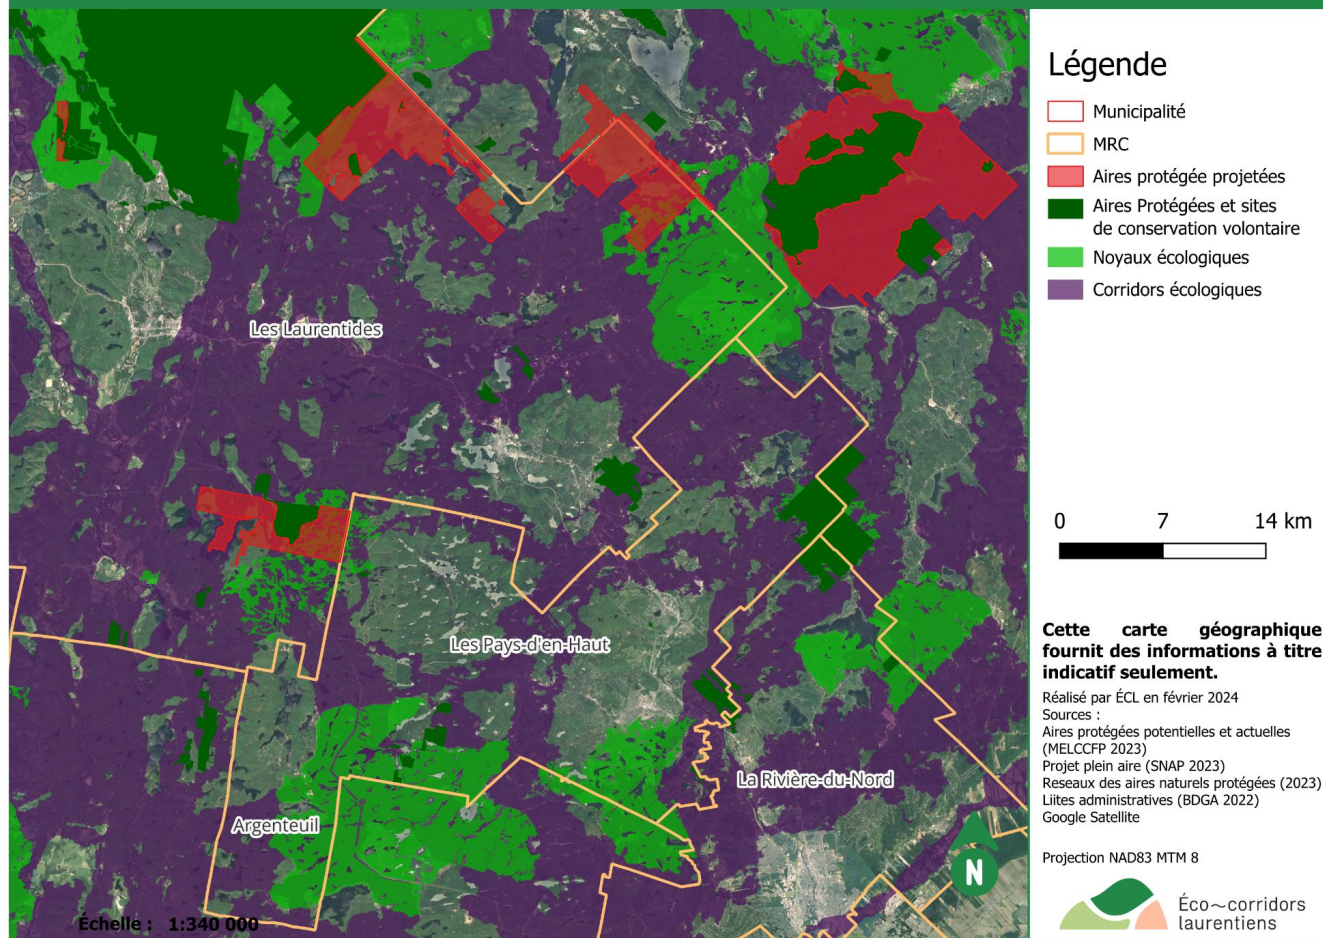 Légende
Municipalité
MRC
Aires protégée projetées
Aires Protégées et sites
de conservation volontaire
Noyaux écologiques
Corridors écologiques
Les Laurentides
Les Pays-d'en-Haut
La Rivière-du-Nord
Argenteuil
0 7 14 km
Cette carte géographique
fournit des informations à titre
indicatif seulement.
Réalisé par ÉCL en février 2024
Sources :
Aires protégées potentielles et actuelles
(MELCCFP 2023)
Projet plein aire (SNAP 2023)
Reseaux des aires naturels protégées (2023)
Liites administratives (BDGA 2022)
Google Satellite
Projection NAD83 MTM 8
N
Éco~corridors
laurentiens
Échelle : 1:340 000